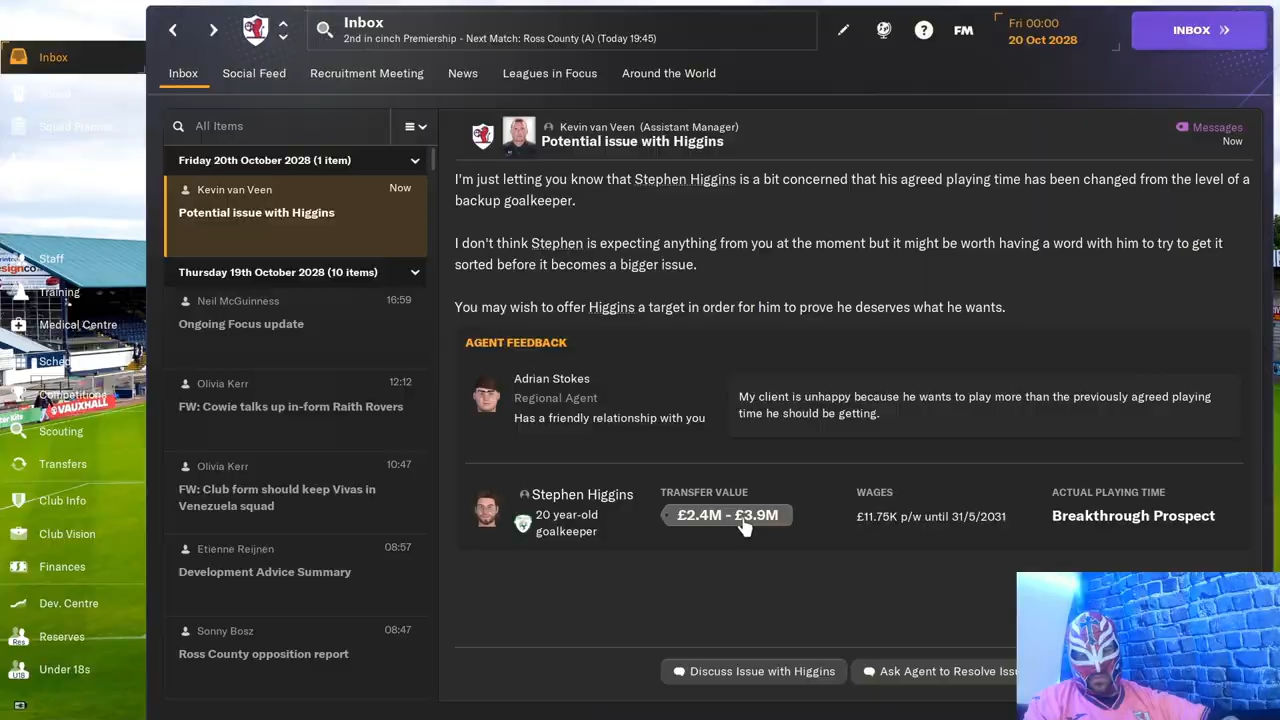 Inbox
2nd in cinch Premiership - Next Match: Ross County (A) (Today 19:45)
FM
Fri 00:00
20 Oct 2028
INBOX
Inbox
Inbox
Social Feed
Recruitment Meeting
News
Leagues in Focus
Around the World
All Items
Squad Planner
Staff
Training
Medical Centre
Competitions
VAUXHALL
Scouting
Transfers
Club Info
Club Vision
Finances
Dev. Centre
Res
Reserves
U18
Under 18s
Friday 20th October 2028 (1 item)
Kevin van Veen
Now
Potential issue with Higgins
Thursday 19th October 2028 (10 items)
Neil McGuinness
16:59
Ongoing Focus update
Olivia Kerr
12:12
FW: Cowie talks up in-form Raith Rovers
Olivia Kerr
10:47
FW: Club form should keep Vivas in
Venezuela squad
Etienne Reijnen
08:57
Development Advice Summary
Sonny Bosz
08:47
Ross County opposition report
Kevin van Veen (Assistant Manager)
Potential issue with Higgins
Messages
Now
I'm just letting you know that Stephen Higgins is a bit concerned that his agreed playing time has been changed from the level of a
backup goalkeeper.
I don't think Stephen is expecting anything from you at the moment but it might be worth having a word with him to try to get it
sorted before it becomes a bigger issue.
You may wish to offer Higgins a target in order for him to prove he deserves what he wants.
AGENT FEEDBACK
Adrian Stokes
Regional Agent
Has a friendly relationship with you
My client is unhappy because he wants to play more than the previously agreed playing
time he should be getting.
Stephen Higgins
20 year-old
goalkeeper
TRANSFER VALUE
£2.4M - £3.9M
WAGES
£11.75K p/w until 31/5/2031
ACTUAL PLAYING TIME
Breakthrough Prospect
Discuss Issue with Higgins
Ask Agent to Resolve Issu